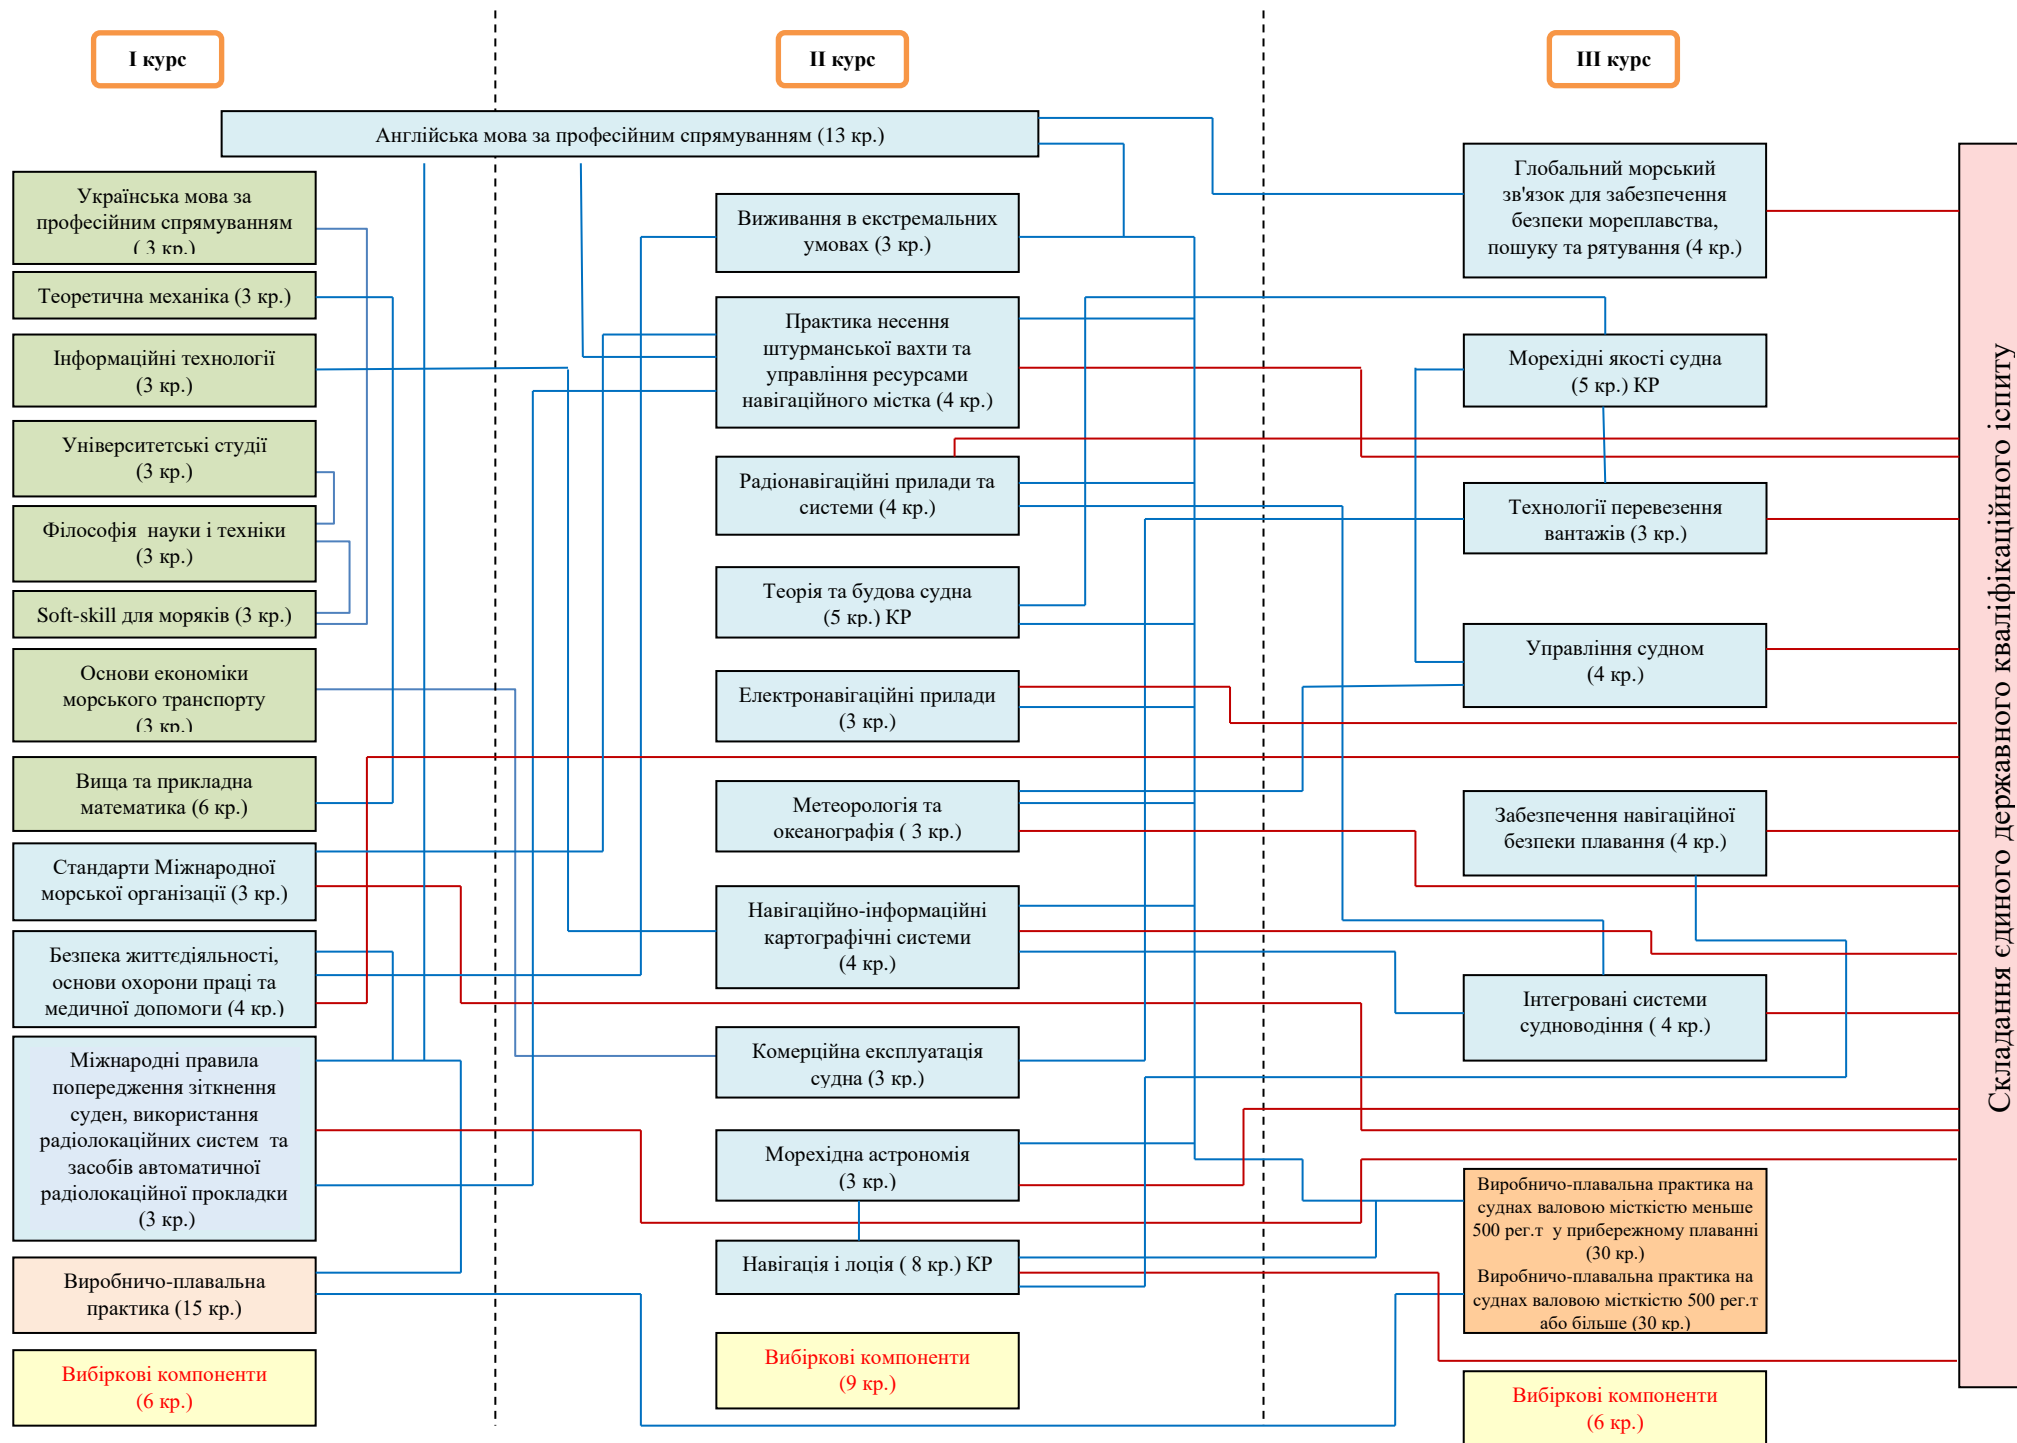 I курс
II курс
III курс
Англійська мова за професійним спрямуванням (13 кр.)
Українська мова за
професійним спрямуванням
( 3 кр.)
Теоретична механіка (3 кр.)
Інформаційні технології
(3 кр.)
Університетські студії
(3 кр.)
Філософія науки і техніки
(3 кр.)
Soft-skill для моряків (3 кр.)
Основи економіки
морського транспорту
(3 кр.)
Вища та прикладна
математика (6 кр.)
Стандарти Міжнародної
морської організації (3 кр.)
Безпека життєдіяльності,
основи охорони праці та
медичної допомоги (4 кр.)
Міжнародні правила
попередження зіткнення
суден, використання
радіолокаційних систем та
засобів автоматичної
радіолокаційної прокладки
(3 кр.)
Виробничо-плавальна
практика (15 кр.)
Вибіркові компоненти
(6 кр.)
Виживання в екстремальних
умовах (3 кр.)
Практика несення
штурманської вахти та
управління ресурсами
навігаційного містка (4 кр.)
Радіонавігаційні прилади та
системи (4 кр.)
Теорія та будова судна
(5 кр.) КР
Електронавігаційні прилади
(3 кр.)
Метеорологія та
океанографія ( 3 кр.)
Навігаційно-інформаційні
картографічні системи
(4 кр.)
Комерційна експлуатація
судна (3 кр.)
Морехідна астрономія
(3 кр.)
Навігація і лоція ( 8 кр.) КР
Вибіркові компоненти
(9 кр.)
Глобальний морський
зв'язок для забезпечення
безпеки мореплавства,
пошуку та рятування (4 кр.)
Морехідні якості судна
(5 кр.) КР
Технології перевезення
вантажів (3 кр.)
Управління судном
(4 кр.)
Забезпечення навігаційної
безпеки плавання (4 кр.)
Інтегровані системи
судноводіння ( 4 кр.)
Виробничо-плавальна практика на
суднах валовою місткістю меньше
500 рег.т у прибережному плаванні
(30 кр.)
Виробничо-плавальна практика на
суднах валовою місткістю 500 рег.т
або більше (30 кр.)
Вибіркові компоненти
(6 кр.)
Складання єдиного державного кваліфікаційного іспиту